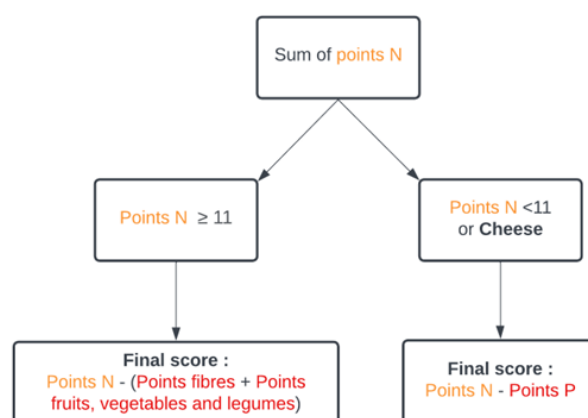 Sum of points N
Points N ≥ 11
Points N <11
or Cheese
Final score :
Points N - (Points fibres + Points
fruits, vegetables and legumes)
Final score :
Points N - Points P